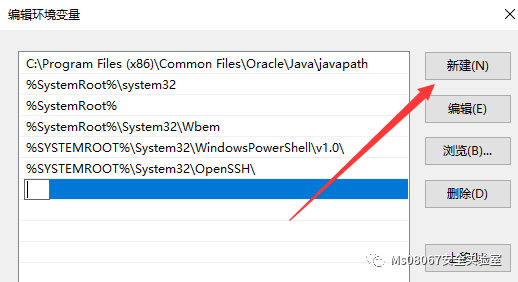 编辑环境变量
C:\Program Files (x86)\Common Files\Oracle\Java\javapath
%SystemRoot%\system32
%SystemRoot%
%SystemRoot%\System32\Wbem
%SYSTEMROOT%\System32\WindowsPowerShell\v1.0\
%SYSTEMROOT%\System32\OpenSSH\
新建(N)
编辑(E)
浏览(B)...
删除(D)
Ms08067安全实验室